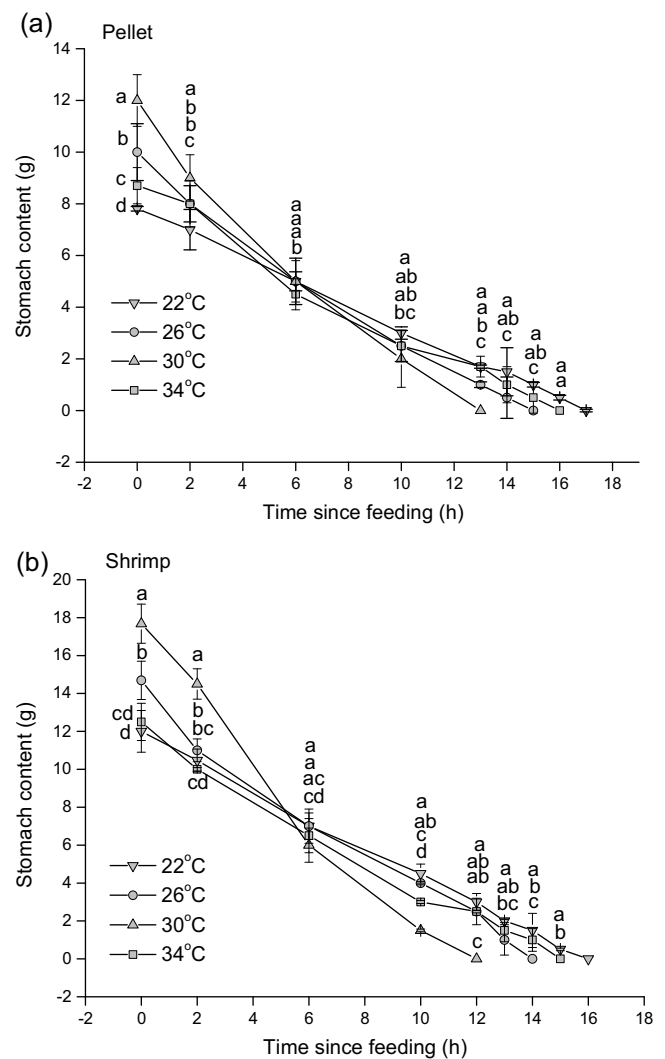 (a) Pellet
14
12
10
8
6
4
2
0
-2
Stomach content (g)
a
b
c
d
a
b
b
c
a
a
a
b
a
ab
ab
bc
a
a
b
c
a
ab
c
a
ab
c
a
a
22°C
26°C
30°C
34°C
-2 0 2 4 6 8 10 12 14 16 18
Time since feeding (h)
(b) Shrimp
20
18
16
14
12
10
8
6
4
2
0
-2
Stomach content (g)
a
b
cd
d
a
b
bc
cd
a
a
ac
cd
a
ab
c
d
a
ab
ab
c
a
ab
bc
a
b
c
a
b
22°C
26°C
30°C
34°C
-2 0 2 4 6 8 10 12 14 16 18
Time since feeding (h)